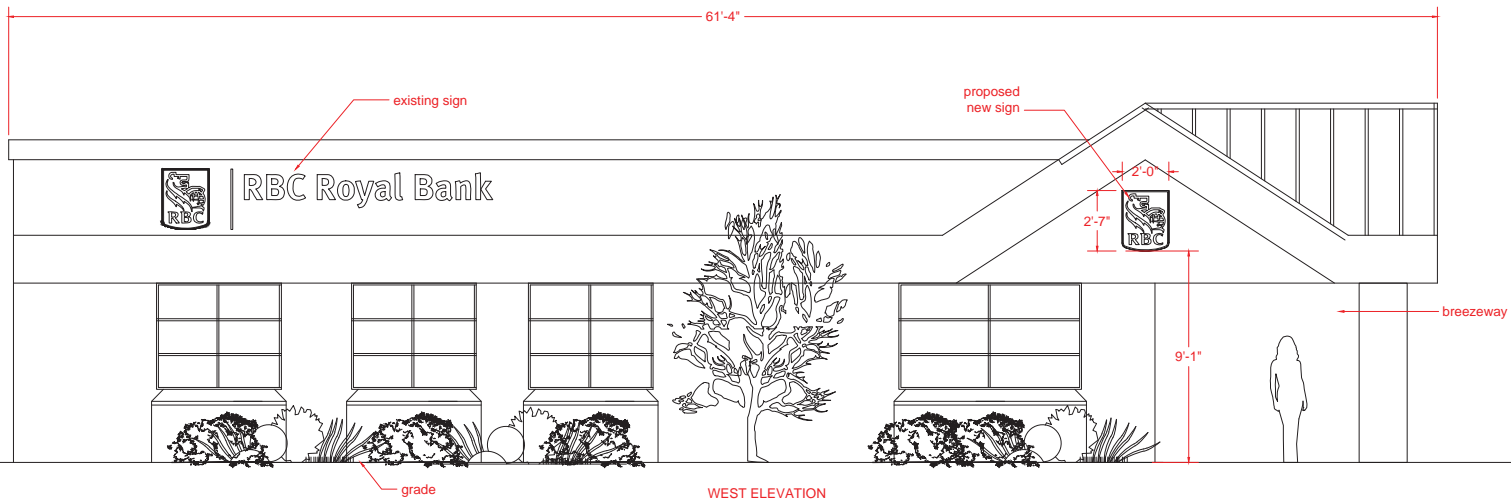 61'-4"
existing sign
proposed
new sign
RBC Royal Bank
RBC
2'-0"
2'-7"
RBC
breezeway
9'-1"
grade
WEST ELEVATION